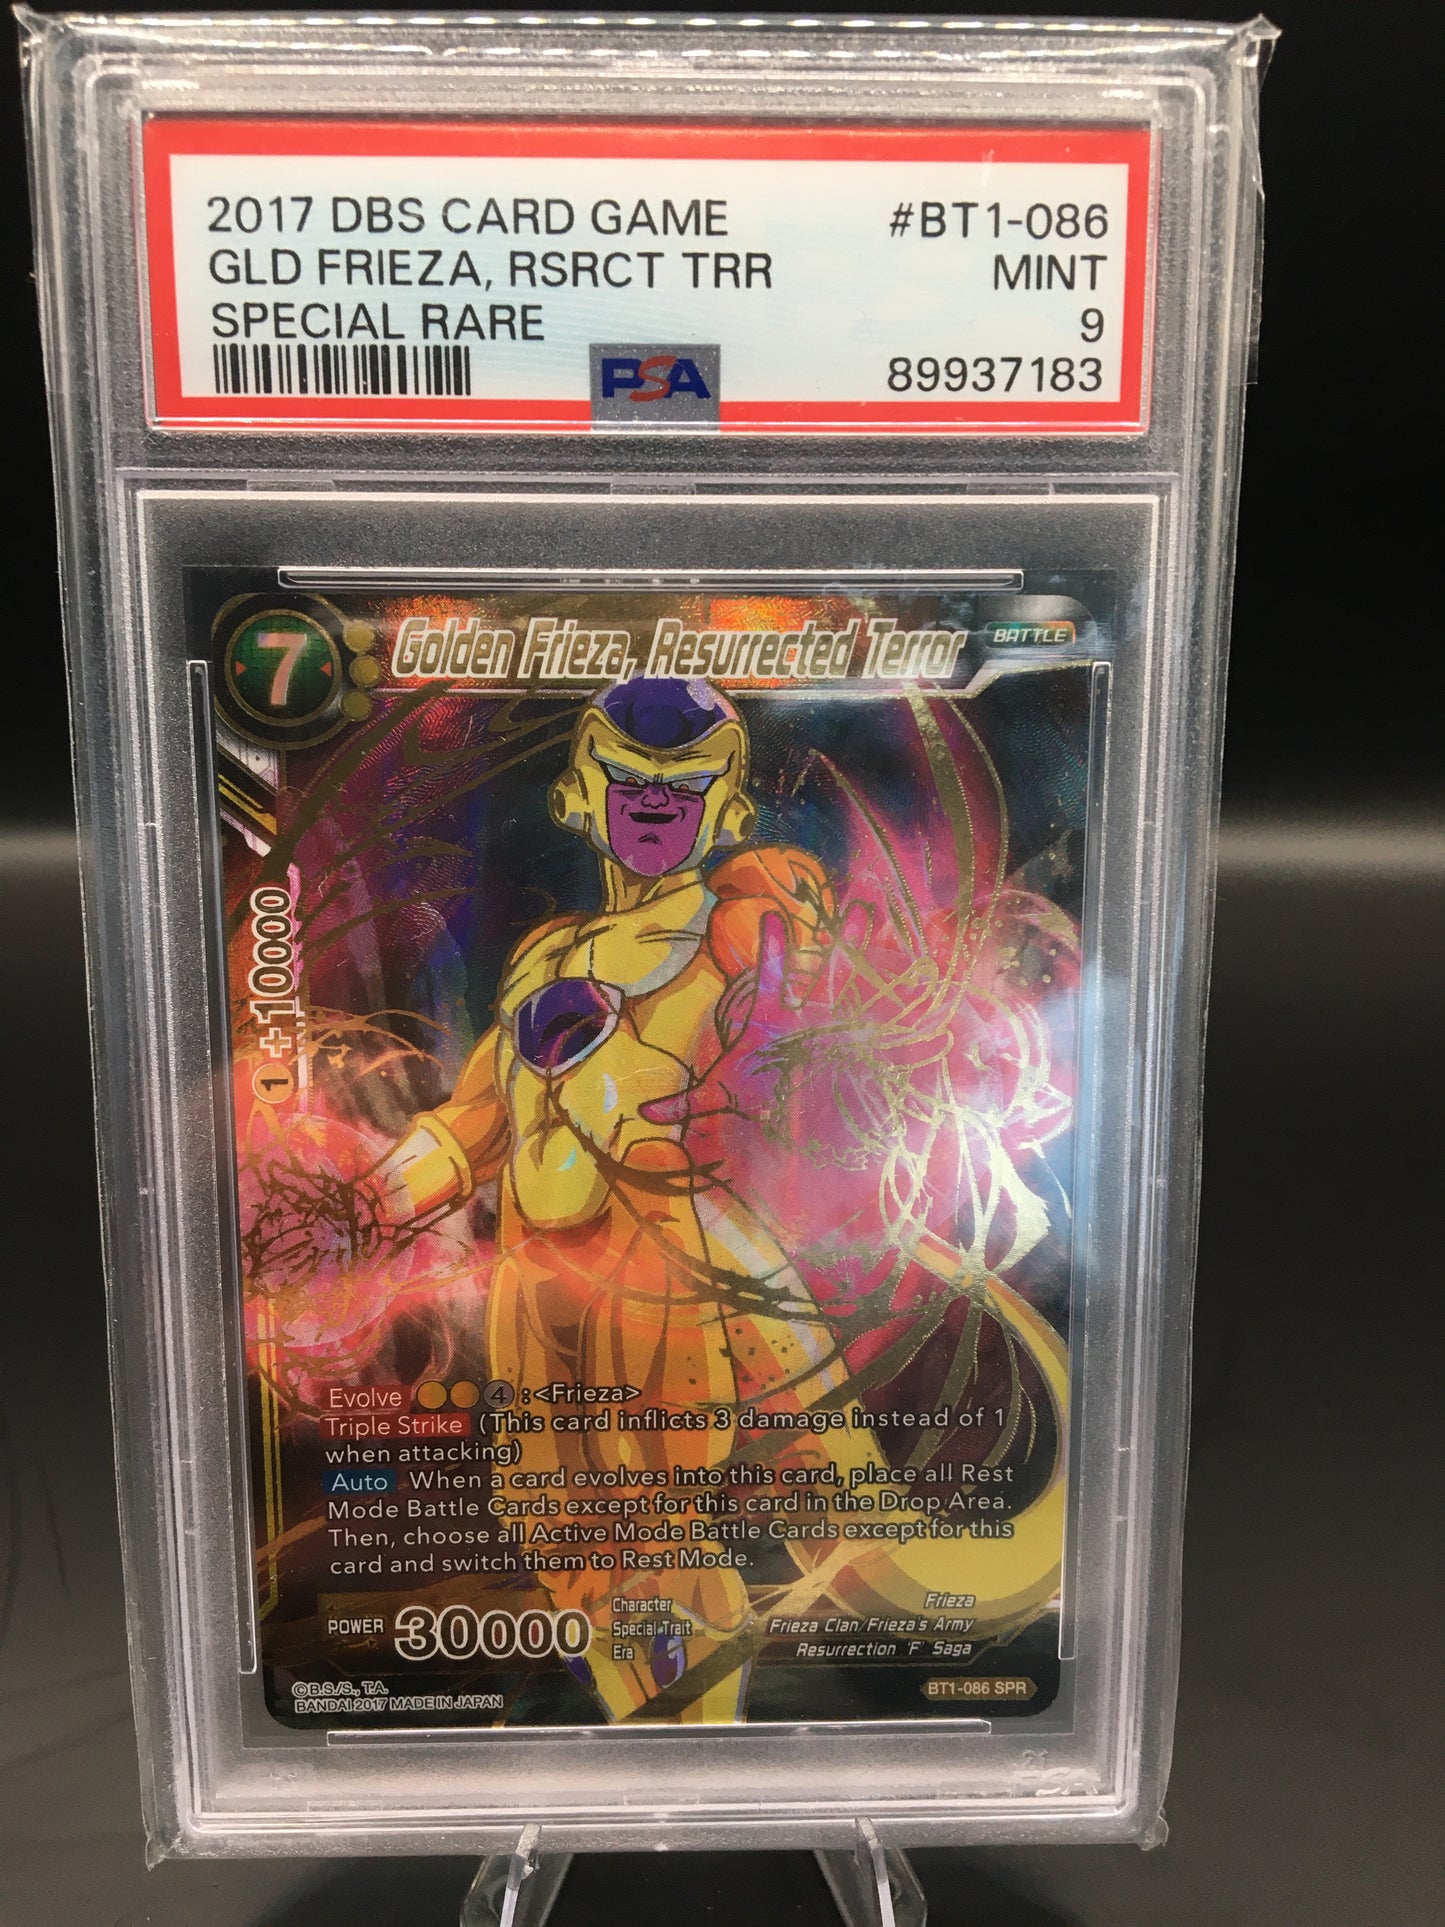 2017 DBS CARD GAME #BT1-086
GLD FRIEZA, RSRCT TRR MINT
SPECIAL RARE 9
PSA 89937183
7 Golden Frieza, Resurrected Terror BATTLE
1 +10000
Evolve 4 :<Frieza>
Triple Strike (This card inflicts 3 damage instead of 1
when attacking)
Auto When a card evolves into this card, place all Rest
Mode Battle Cards except for this card in the Drop Area.
Then, choose all Active Mode Battle Cards except for this
card and switch them to Rest Mode.
POWER 30000
Character Frieza
Special Trait Frieza Clan/Frieza's Army
Era Resurrection 'F' Saga
©B.S./S., T.A.
BANDAI 2017 MADE IN JAPAN
BT1-086 SPR